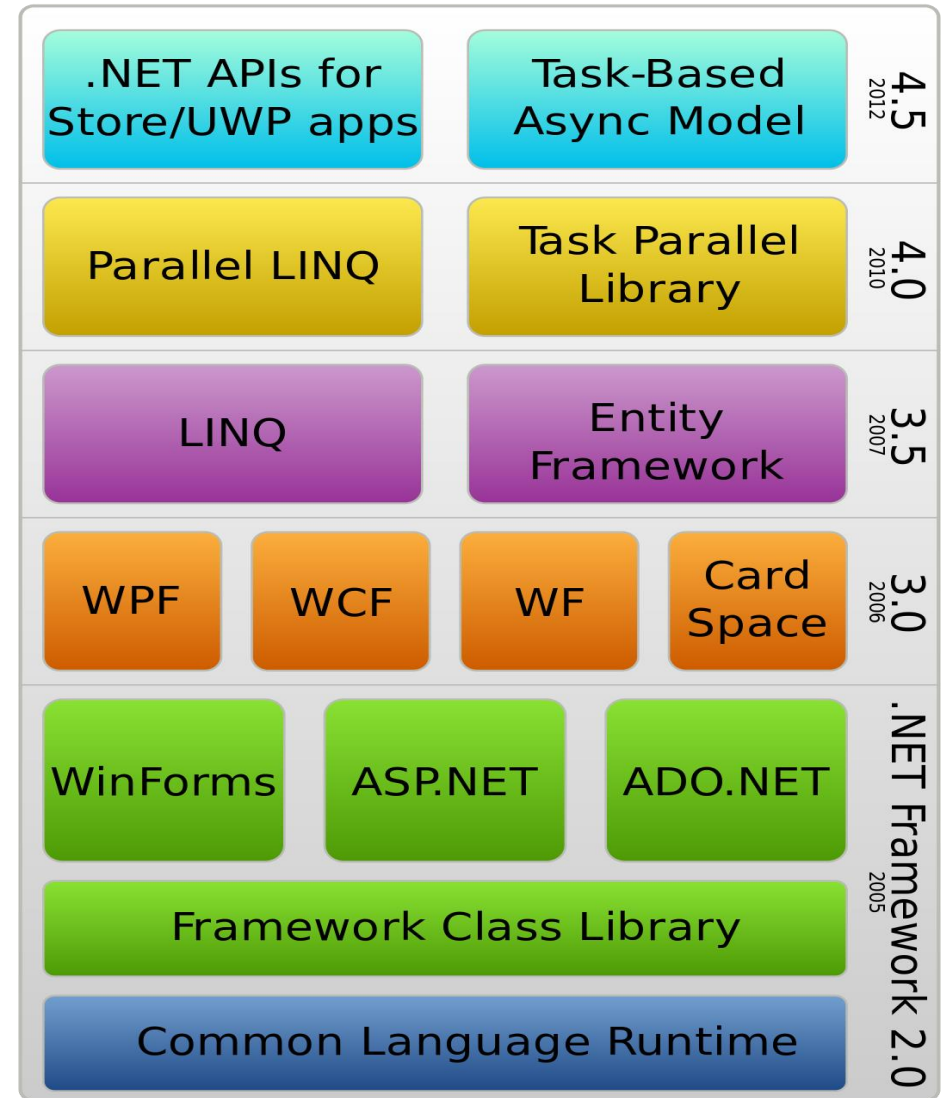 .NET APIs for
Store/UWP apps
Task-Based
Async Model
4.5
2012
Parallel LINQ
Task Parallel
Library
4.0
2010
LINQ
Entity
Framework
3.5
2007
WPF
WCF
WF
Card
Space
3.0
2006
WinForms
ASP.NET
ADO.NET
Framework Class Library
Common Language Runtime
.NET Framework 2.0
2005